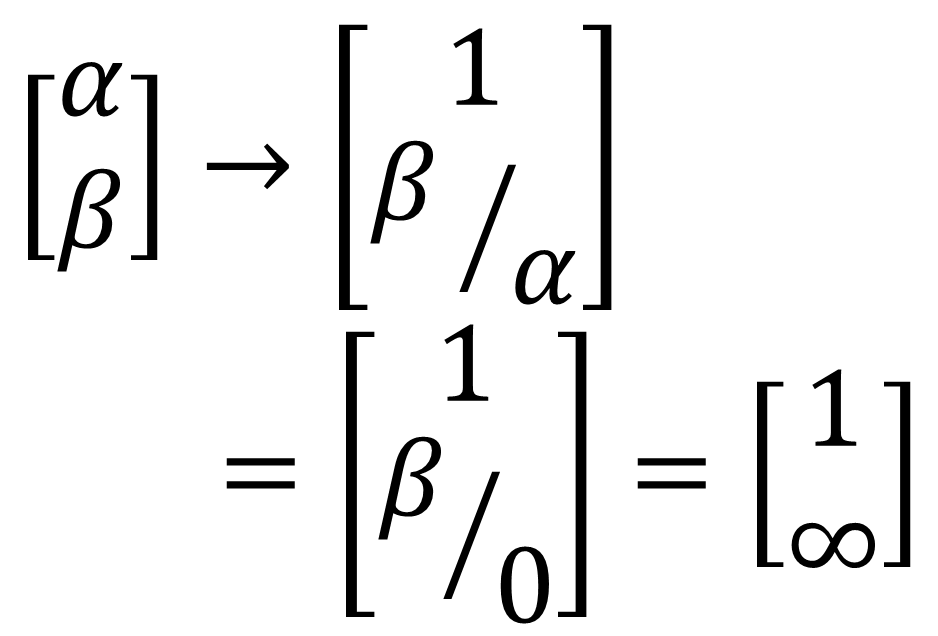 [α β] → [1 β/α]
= [1 β/0] = [1 ∞]